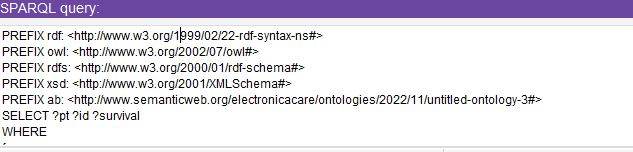 SPARQL query:
PREFIX rdf: <http://www.w3.org/1999/02/22-rdf-syntax-ns#>
PREFIX owl: <http://www.w3.org/2002/07/owl#>
PREFIX rdfs: <http://www.w3.org/2000/01/rdf-schema#>
PREFIX xsd: <http://www.w3.org/2001/XMLSchema#>
PREFIX ab: <http://www.semanticweb.org/electronicacare/ontologies/2022/11/untitled-ontology-3#>
SELECT ?pt ?id ?survival
WHERE